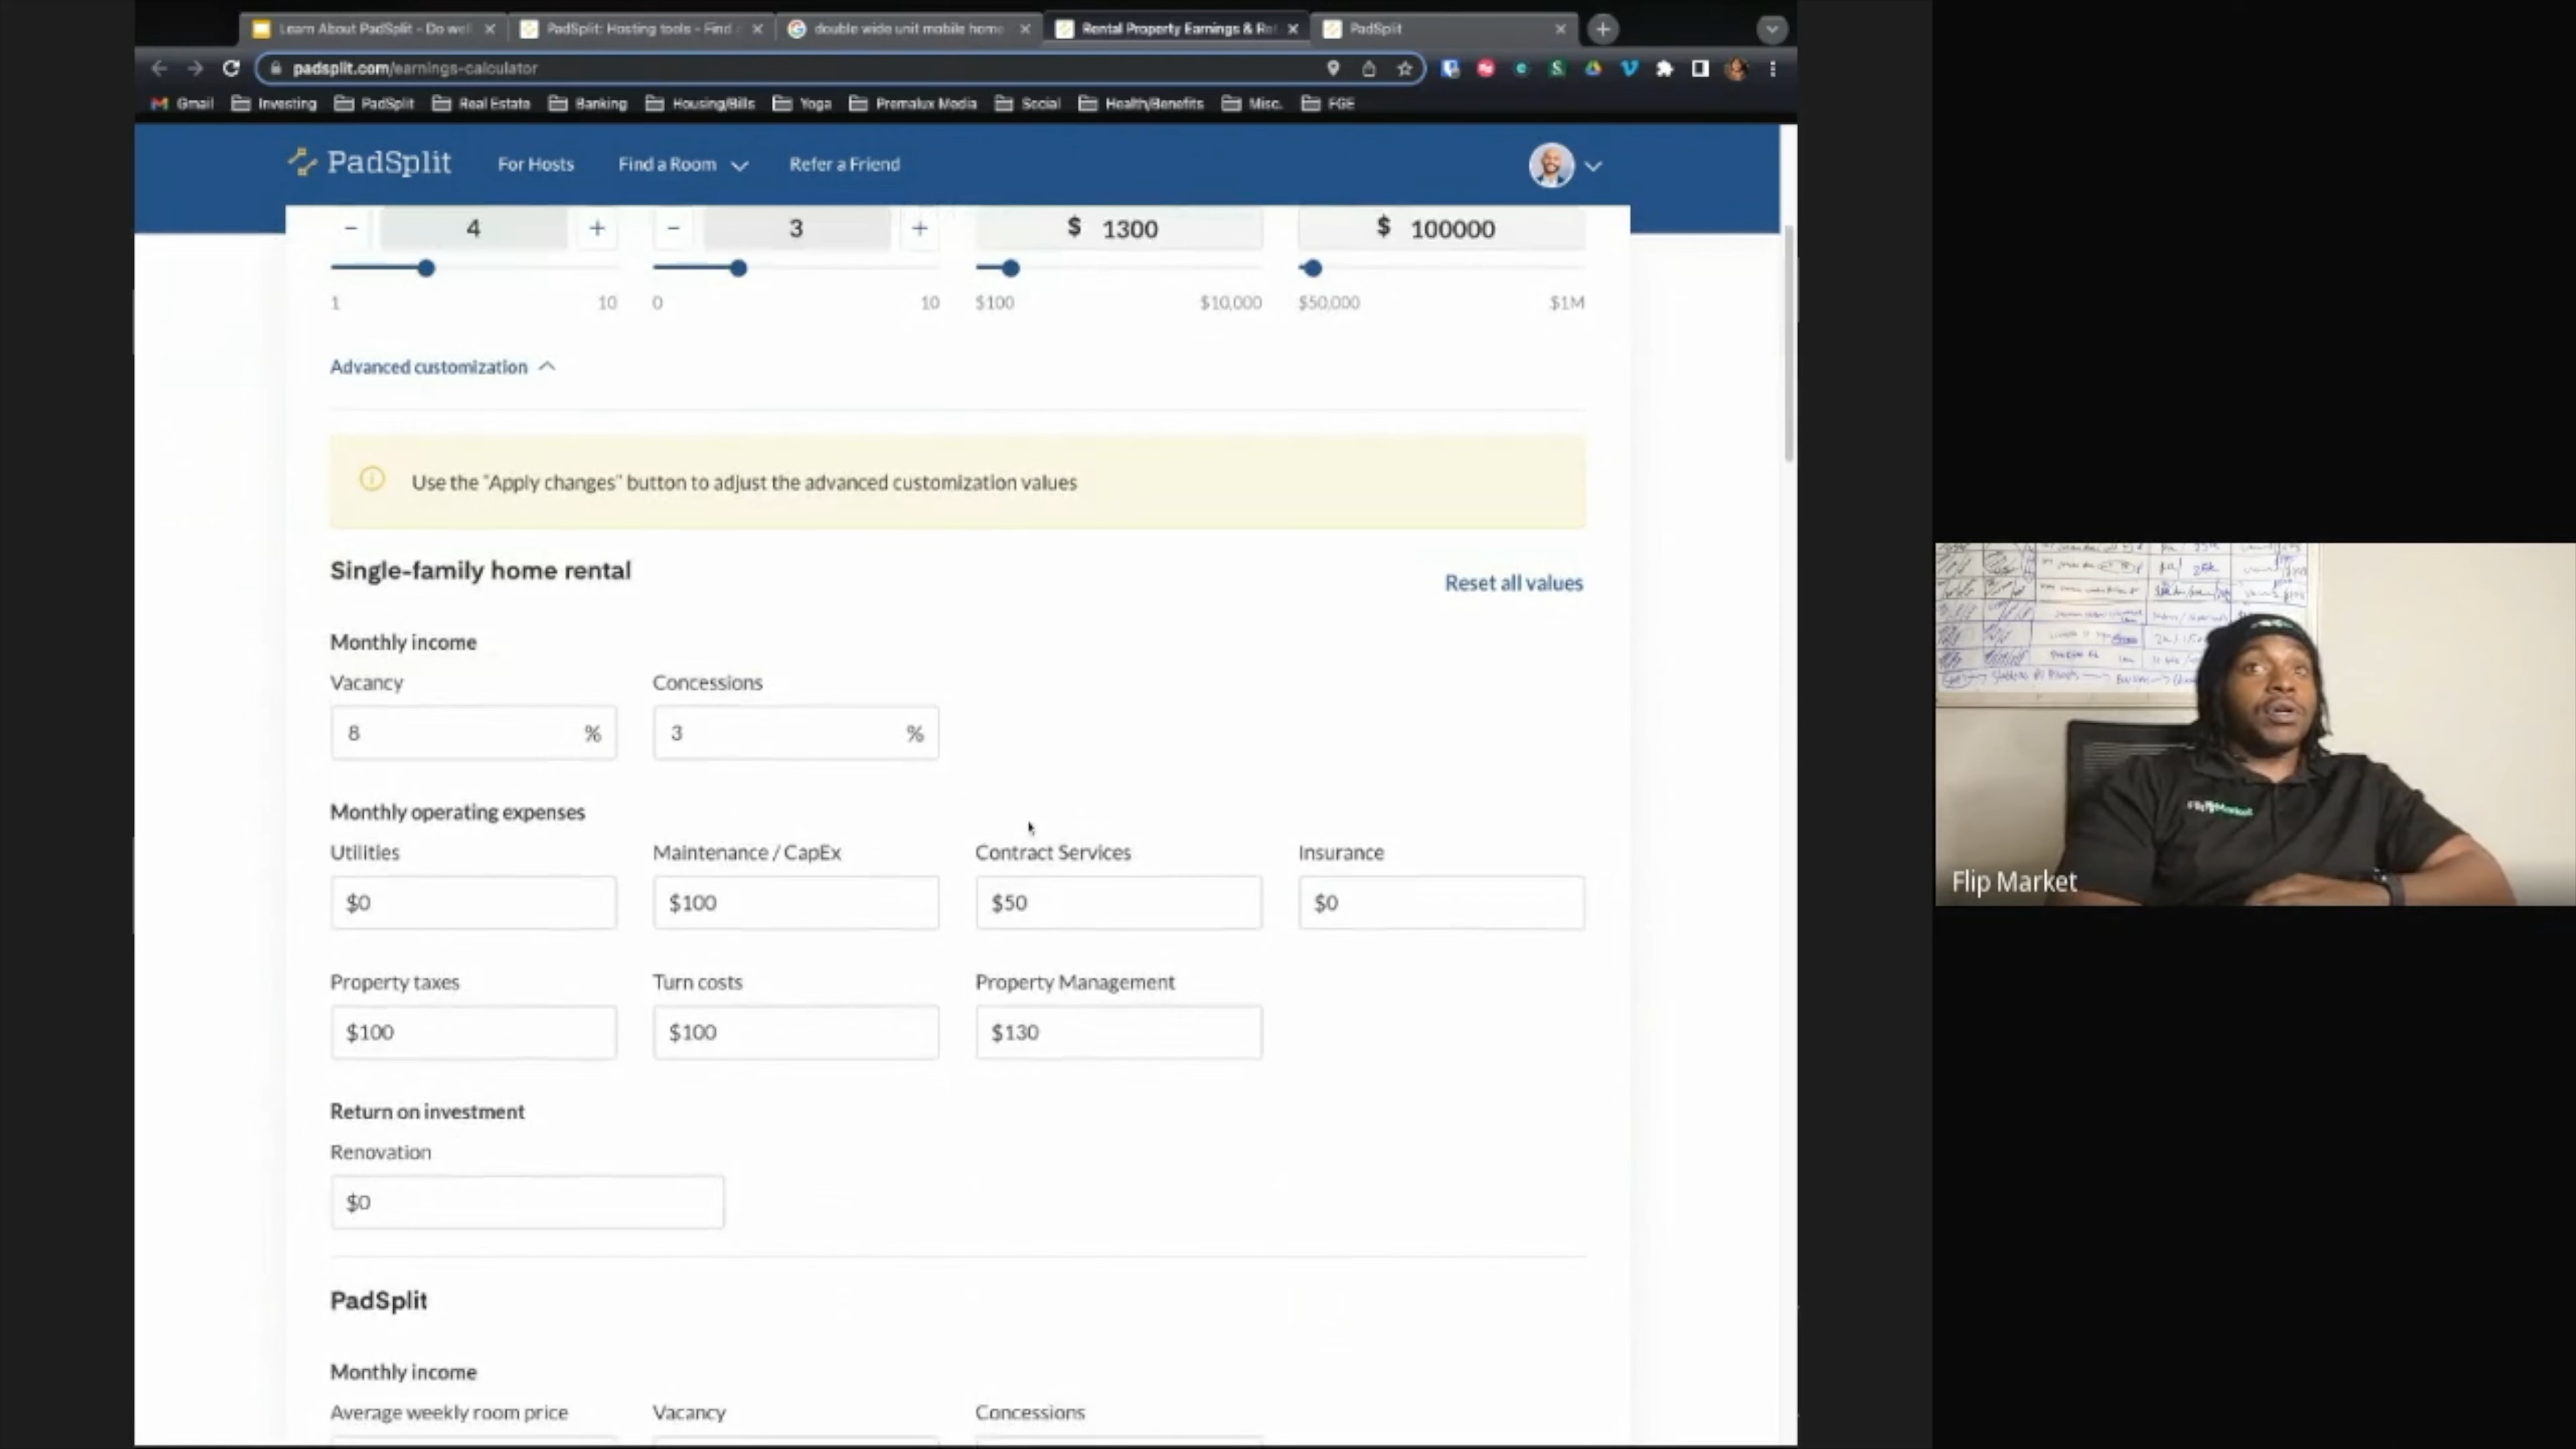 Learn About PadSplit - Do wel
PadSplit: Hosting tools - Find
double wide unit mobile home
Rental Property Earnings & Re
PadSplit
padsplit.com/earnings-calculator
Gmail Investing PadSplit Real Estate Banking Housing/Bills Yoga Premalux Media Social Health/Benefits Misc. FGE
PadSplit For Hosts Find a Room Refer a Friend
− 4 + − 3 + $ 1300 $ 100000
1 10 0 10 $100 $10,000 $50,000 $1M
Advanced customization
Use the "Apply changes" button to adjust the advanced customization values
Single-family home rental
Reset all values
Monthly income
Vacancy Concessions
8 % 3 %
Monthly operating expenses
Utilities Maintenance / CapEx Contract Services Insurance
$0 $100 $50 $0
Property taxes Turn costs Property Management
$100 $100 $130
Return on investment
Renovation
$0
PadSplit
Monthly income
Average weekly room price Vacancy Concessions
Flip Market